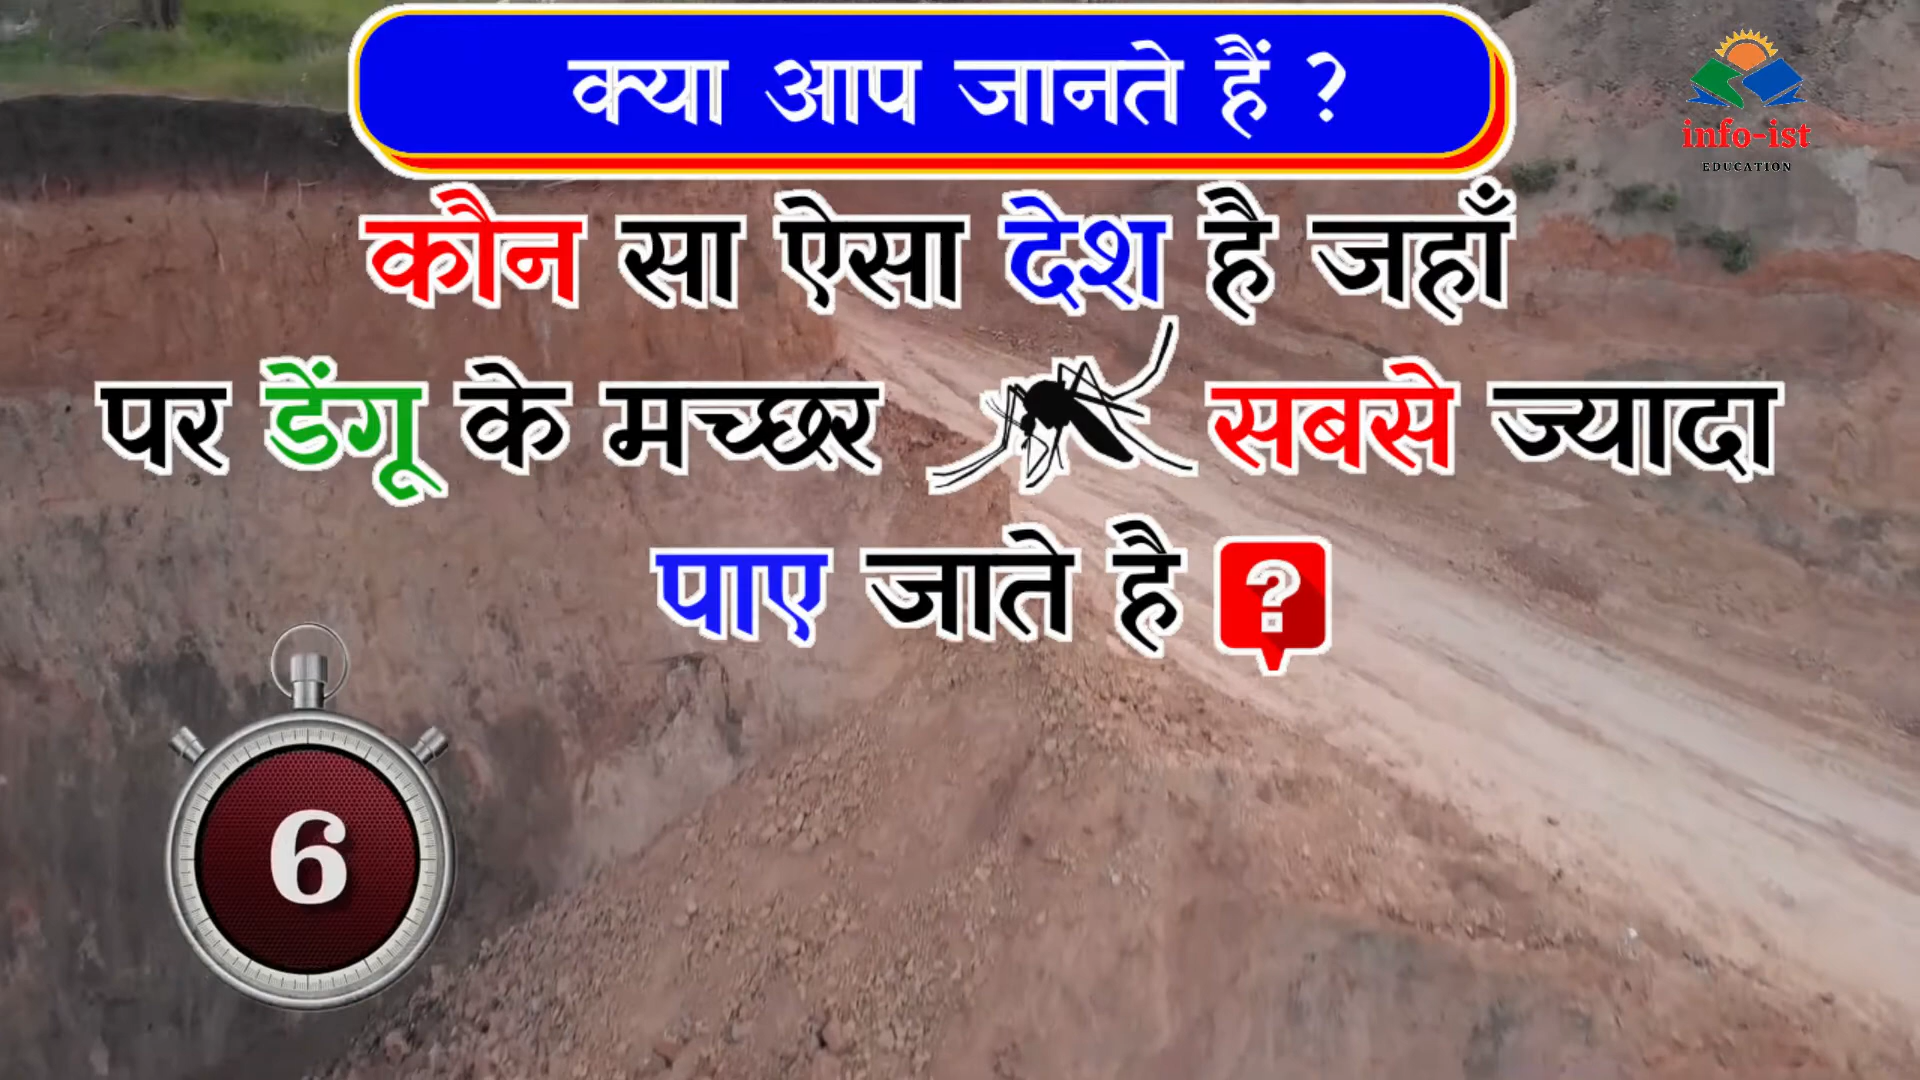 क्या आप जानते हैं ?
info-ist
EDUCATION
कौन सा ऐसा देश है जहाँ
पर डेंगू के मच्छर सबसे ज्यादा
पाए जाते है ?
6